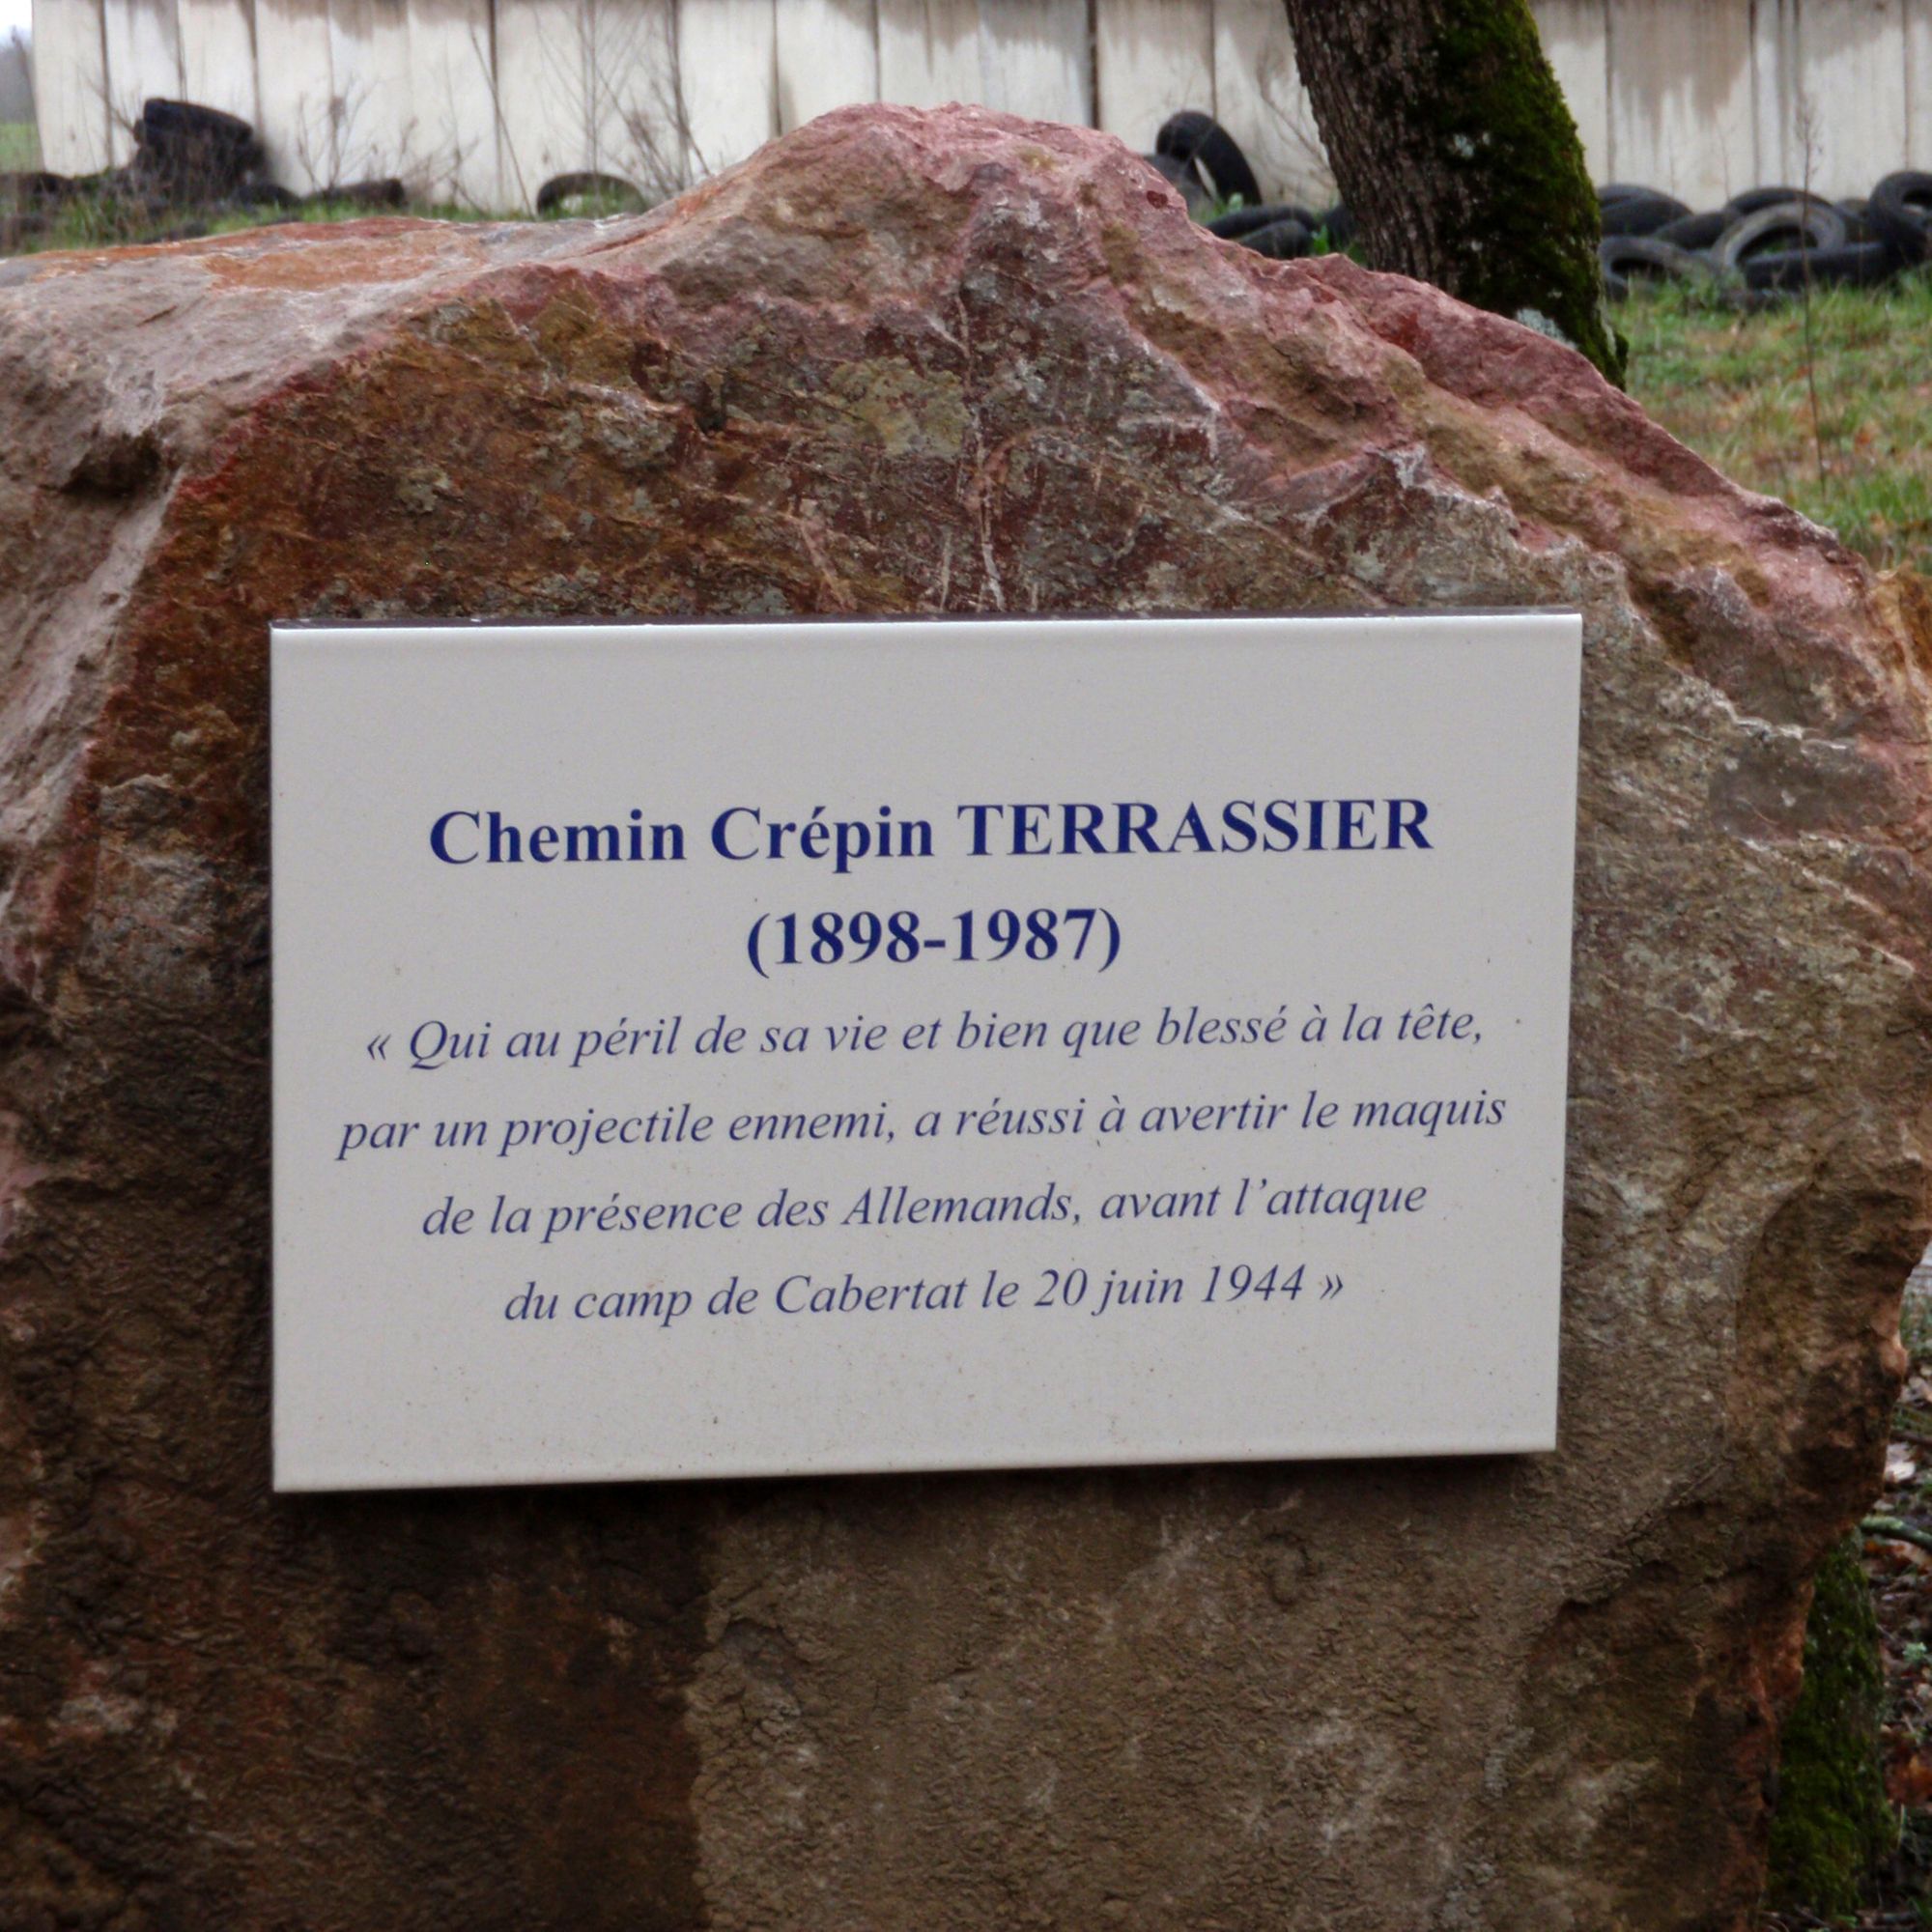 Chemin Crépin TERRASSIER
(1898-1987)
« Qui au péril de sa vie et bien que blessé à la tête,
par un projectile ennemi, a réussi à avertir le maquis
de la présence des Allemands, avant l’attaque
du camp de Cabertat le 20 juin 1944 »